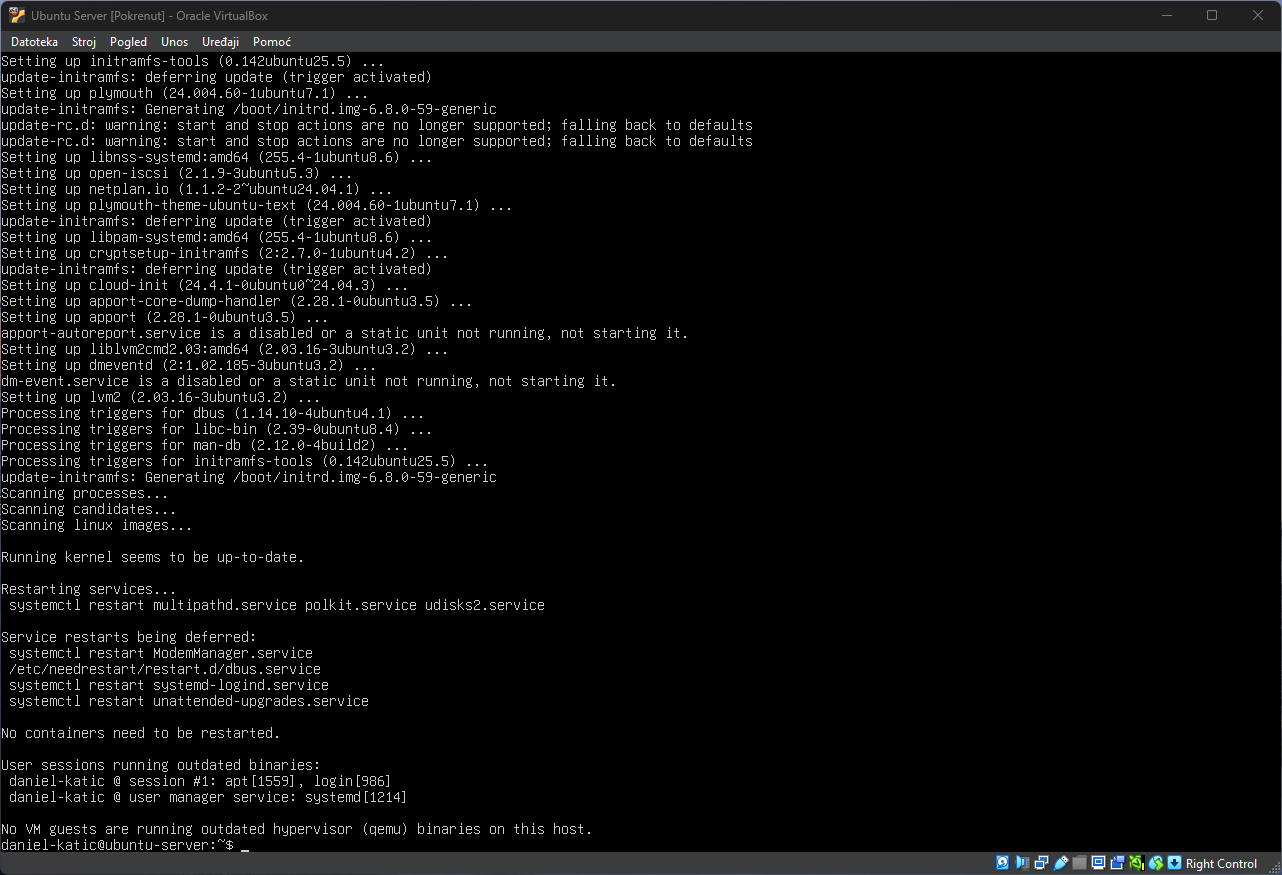 Ubuntu Server [Pokrenut] - Oracle VirtualBox
Datoteka Stroj Pogled Unos Uređaji Pomoć
Setting up initramfs-tools (0.142ubuntu25.5) ...
update-initramfs: deferring update (trigger activated)
Setting up plymouth (24.004.60-1ubuntu7.1) ...
update-initramfs: Generating /boot/initrd.img-6.8.0-59-generic
update-rc.d: warning: start and stop actions are no longer supported; falling back to defaults
update-rc.d: warning: start and stop actions are no longer supported; falling back to defaults
Setting up libnss-systemd:amd64 (255.4-1ubuntu8.6) ...
Setting up open-iscsi (2.1.9-3ubuntu5.3) ...
Setting up netplan.io (1.1.2-2~ubuntu24.04.1) ...
Setting up plymouth-theme-ubuntu-text (24.004.60-1ubuntu7.1) ...
update-initramfs: deferring update (trigger activated)
Setting up libpam-systemd:amd64 (255.4-1ubuntu8.6) ...
Setting up cryptsetup-initramfs (2:2.7.0-1ubuntu4.2) ...
update-initramfs: deferring update (trigger activated)
Setting up cloud-init (24.4.1-0ubuntu0~24.04.3) ...
Setting up apport-core-dump-handler (2.28.1-0ubuntu3.5) ...
Setting up apport (2.28.1-0ubuntu3.5) ...
apport-autoreport.service is a disabled or a static unit not running, not starting it.
Setting up liblvm2cmd2.03:amd64 (2.03.16-3ubuntu3.2) ...
Setting up dmeventd (2:1.02.185-3ubuntu3.2) ...
dm-event.service is a disabled or a static unit not running, not starting it.
Setting up lvm2 (2.03.16-3ubuntu3.2) ...
Processing triggers for dbus (1.14.10-4ubuntu4.1) ...
Processing triggers for libc-bin (2.39-0ubuntu8.4) ...
Processing triggers for man-db (2.12.0-4build2) ...
Processing triggers for initramfs-tools (0.142ubuntu25.5) ...
update-initramfs: Generating /boot/initrd.img-6.8.0-59-generic
Scanning processes...
Scanning candidates...
Scanning linux images...
Running kernel seems to be up-to-date.
Restarting services...
systemctl restart multipathd.service polkit.service udisks2.service
Service restarts being deferred:
systemctl restart ModemManager.service
/etc/needrestart/restart.d/dbus.service
systemctl restart systemd-logind.service
systemctl restart unattended-upgrades.service
No containers need to be restarted.
User sessions running outdated binaries:
daniel-katic @ session #1: apt[1559], login[986]
daniel-katic @ user manager service: systemd[1214]
No VM guests are running outdated hypervisor (qemu) binaries on this host.
daniel-katic@ubuntu-server:~$ _
Right Control